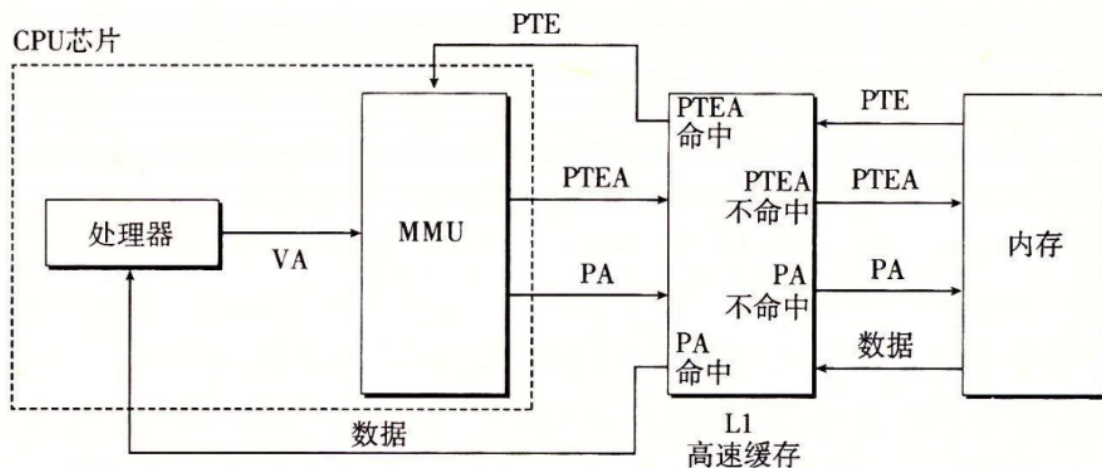 PTE
CPU芯片
PTEA
命中
PTE
PTEA
PTEA
不命中
PTEA
处理器
VA
MMU
内存
PA
PA
不命中
PA
PA
命中
数据
数据
L1
高速缓存